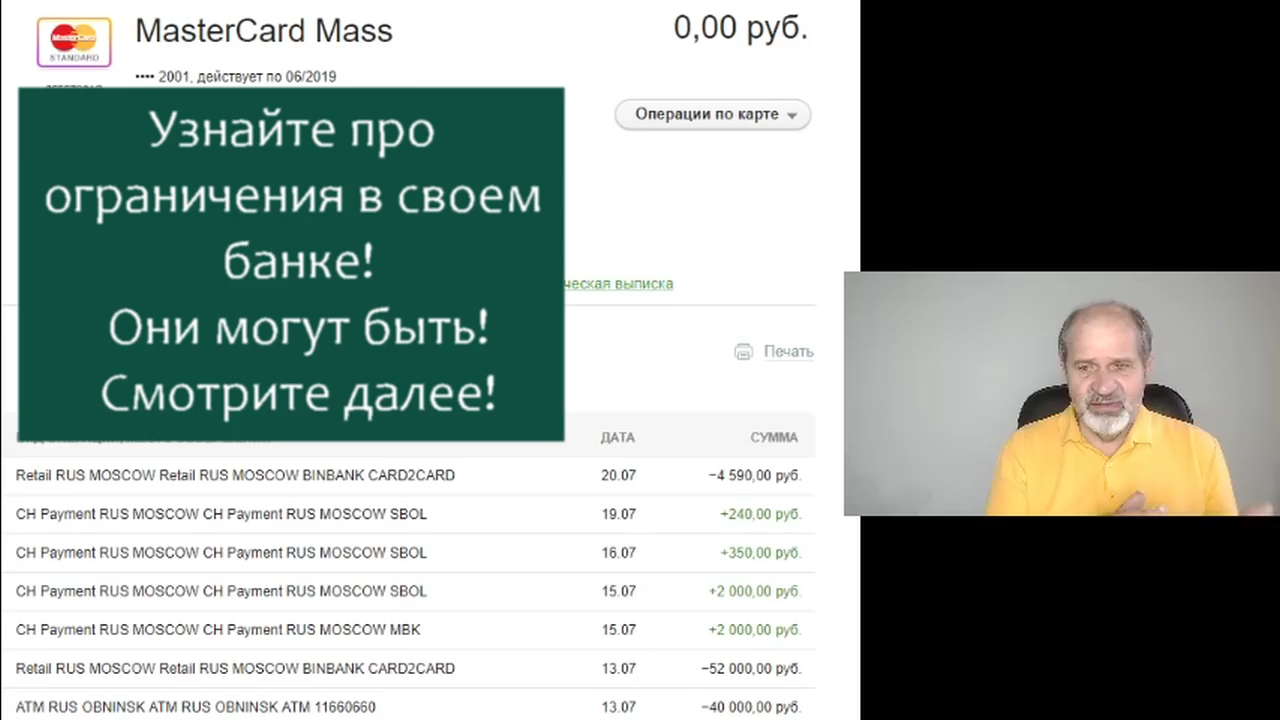 MasterCard Mass
0,00 руб.
MasterCard
STANDARD
•••• 2001, действует по 06/2019
Операции по карте
Узнайте про
ограничения в своем
банке!
Они могут быть!
Смотрите далее!
ческая выписка
Печать
ДАТА СУММА
Retail RUS MOSCOW Retail RUS MOSCOW BINBANK CARD2CARD 20.07 −4 590,00 руб.
CH Payment RUS MOSCOW CH Payment RUS MOSCOW SBOL 19.07 +240,00 руб.
CH Payment RUS MOSCOW CH Payment RUS MOSCOW SBOL 16.07 +350,00 руб.
CH Payment RUS MOSCOW CH Payment RUS MOSCOW SBOL 15.07 +2 000,00 руб.
CH Payment RUS MOSCOW CH Payment RUS MOSCOW MBK 15.07 +2 000,00 руб.
Retail RUS MOSCOW Retail RUS MOSCOW BINBANK CARD2CARD 13.07 −52 000,00 руб.
ATM RUS OBNINSK ATM RUS OBNINSK ATM 11660660 13.07 −40 000,00 руб.